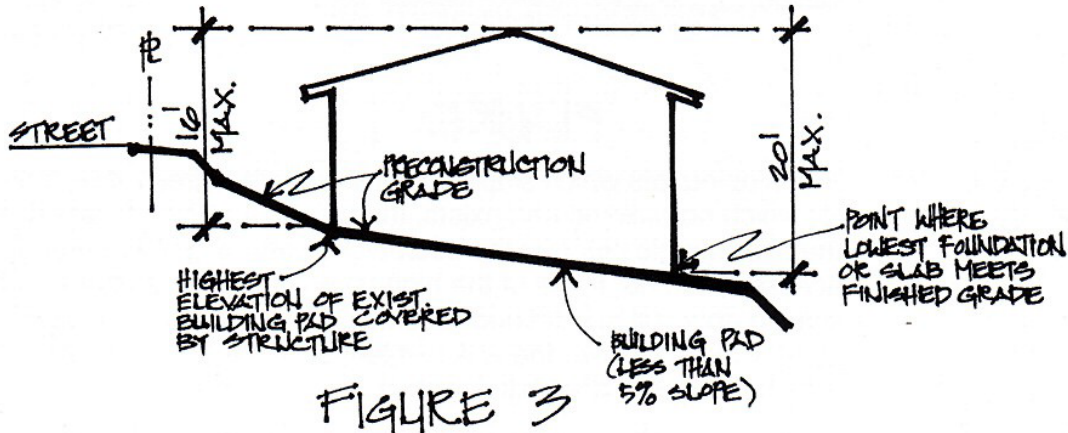 ℄
STREET
16'
MAX.
PRECONSTRUCTION
GRADE
20'
MAX.
POINT WHERE
LOWEST FOUNDATION
OR SLAB MEETS
FINISHED GRADE
HIGHEST
ELEVATION OF EXIST.
BUILDING PAD COVERED
BY STRUCTURE
BUILDING PAD
(LESS THAN
5% SLOPE)
FIGURE 3